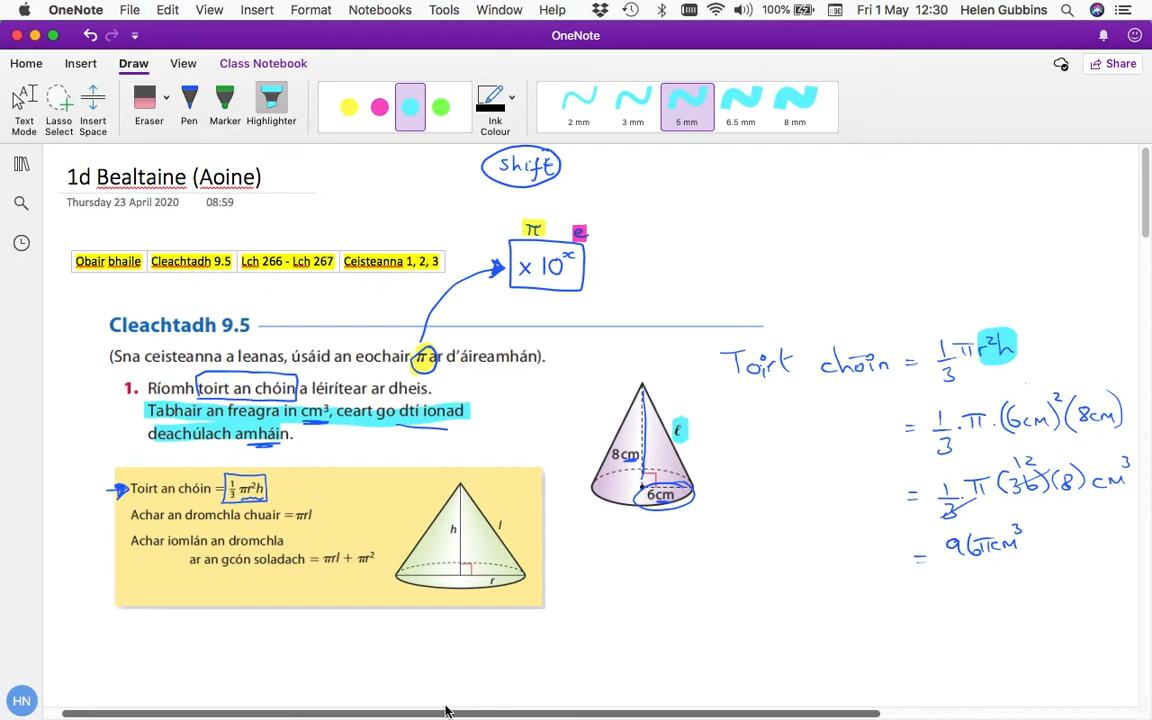 OneNote File Edit View Insert Format Notebooks Tools Window Help 100% Fri 1 May 12:30 Helen Gubbins
OneNote
Home Insert Draw View Class Notebook Share
Text Mode Lasso Select Insert Space Eraser Pen Marker Highlighter Ink Colour 2 mm 3 mm 5 mm 6.5 mm 8 mm
shift
1d Bealtaine (Aoine)
Thursday 23 April 2020 08:59
π e
× 10ˣ
Obair bhaile Cleachtadh 9.5 Lch 266 - Lch 267 Ceisteanna 1, 2, 3
Cleachtadh 9.5
(Sna ceisteanna a leanas, úsáid an eochair π ar d'áireamhán).
1. Ríomh toirt an chóin a léirítear ar dheis.
Tabhair an freagra in cm³, ceart go dtí ionad
deachúlach amháin.
8cm
ℓ
6cm
Toirt an chóin = 1/3 πr²h
Achar an dromchla chuair = πrl
Achar iomlán an dromchla
ar an gcón soladach = πrl + πr²
h
l
r
Toirt chóin = 1/3 πr²h
= 1/3 . π . (6cm)² (8cm)
12
= 1/3 . π (36)(8) cm³
= 96πcm³
HN